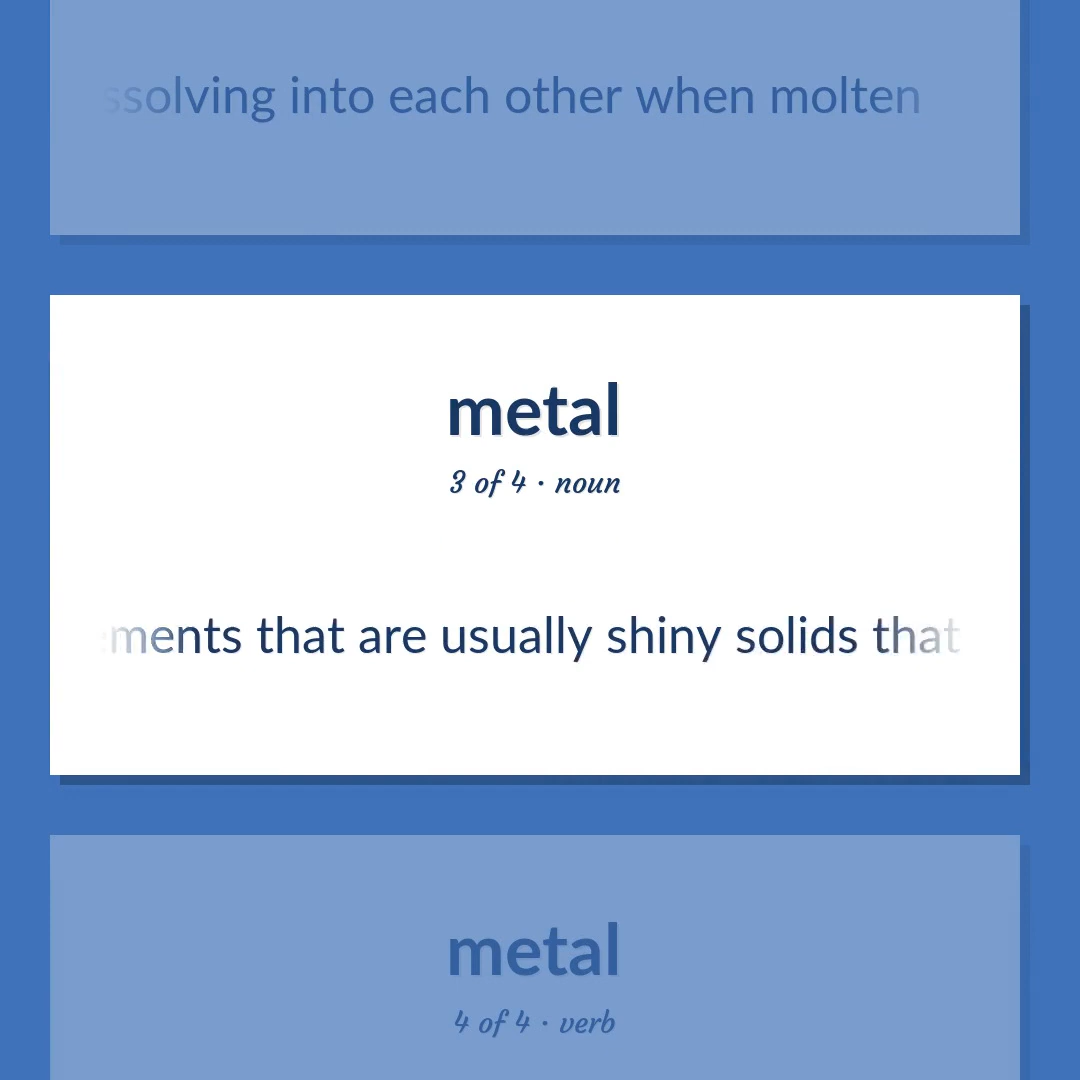 ssolving into each other when molten
metal
3 of 4 · noun
ments that are usually shiny solids that
metal
4 of 4 · verb